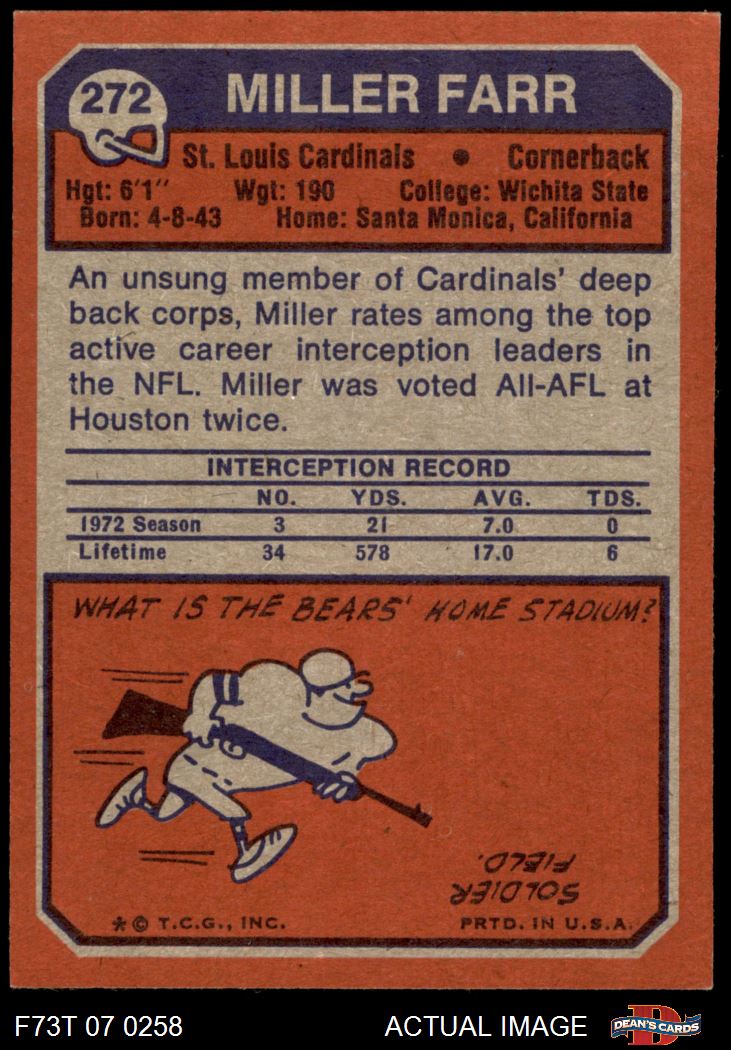 272
MILLER FARR
St. Louis Cardinals • Cornerback
Hgt: 6'1" Wgt: 190 College: Wichita State
Born: 4-8-43 Home: Santa Monica, California
An unsung member of Cardinals' deep
back corps, Miller rates among the top
active career interception leaders in
the NFL. Miller was voted All-AFL at
Houston twice.
INTERCEPTION RECORD
NO. YDS. AVG. TDS.
1972 Season 3 21 7.0 0
Lifetime 34 578 17.0 6
WHAT IS THE BEARS' HOME STADIUM?
SOLDIER
FIELD.
* © T.C.G., INC. PRTD. IN U.S.A.
F73T 07 0258 ACTUAL IMAGE
D
DEAN'S CARDS